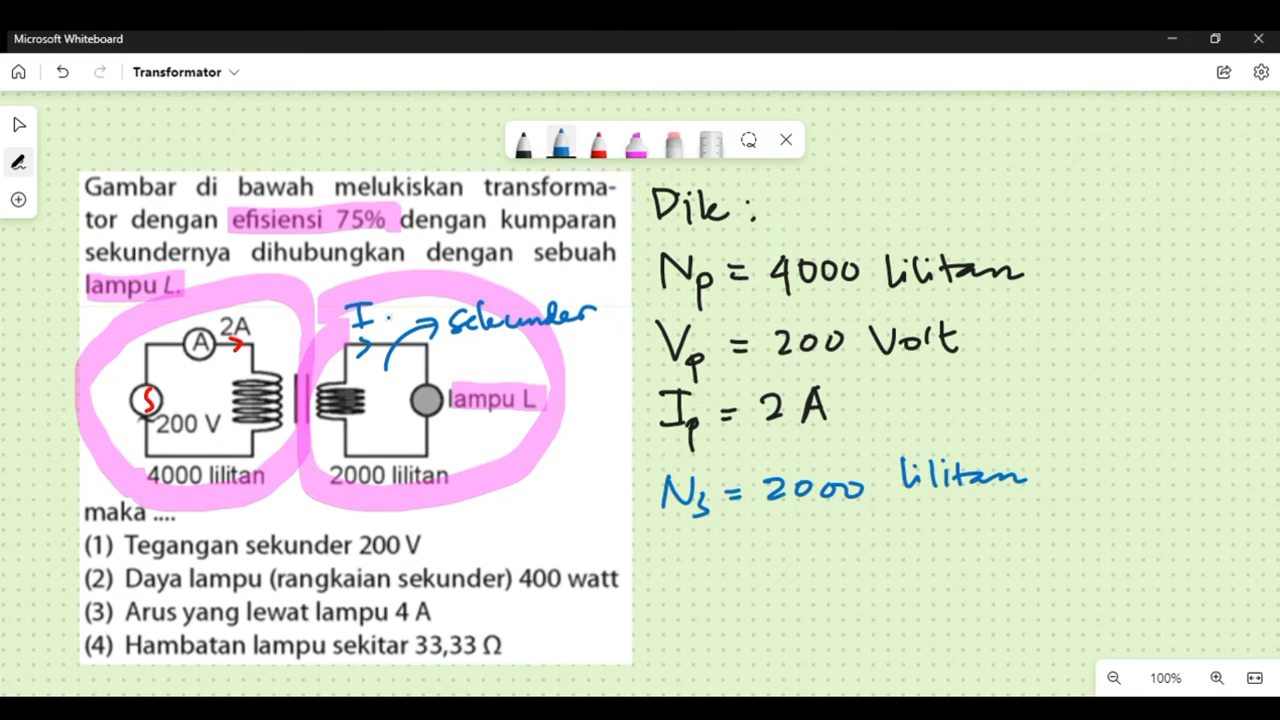 Microsoft Whiteboard
Transformator
Gambar di bawah melukiskan transforma-
tor dengan efisiensi 75% dengan kumparan
sekundernya dihubungkan dengan sebuah
lampu L.
2A
A
200 V
4000 lilitan
I
sekunder
lampu L
2000 lilitan
maka ....
(1) Tegangan sekunder 200 V
(2) Daya lampu (rangkaian sekunder) 400 watt
(3) Arus yang lewat lampu 4 A
(4) Hambatan lampu sekitar 33,33 Ω
Dik :
Np = 4000 lilitan
Vp = 200 Volt
Ip = 2 A
Ns = 2000 lilitan
100%